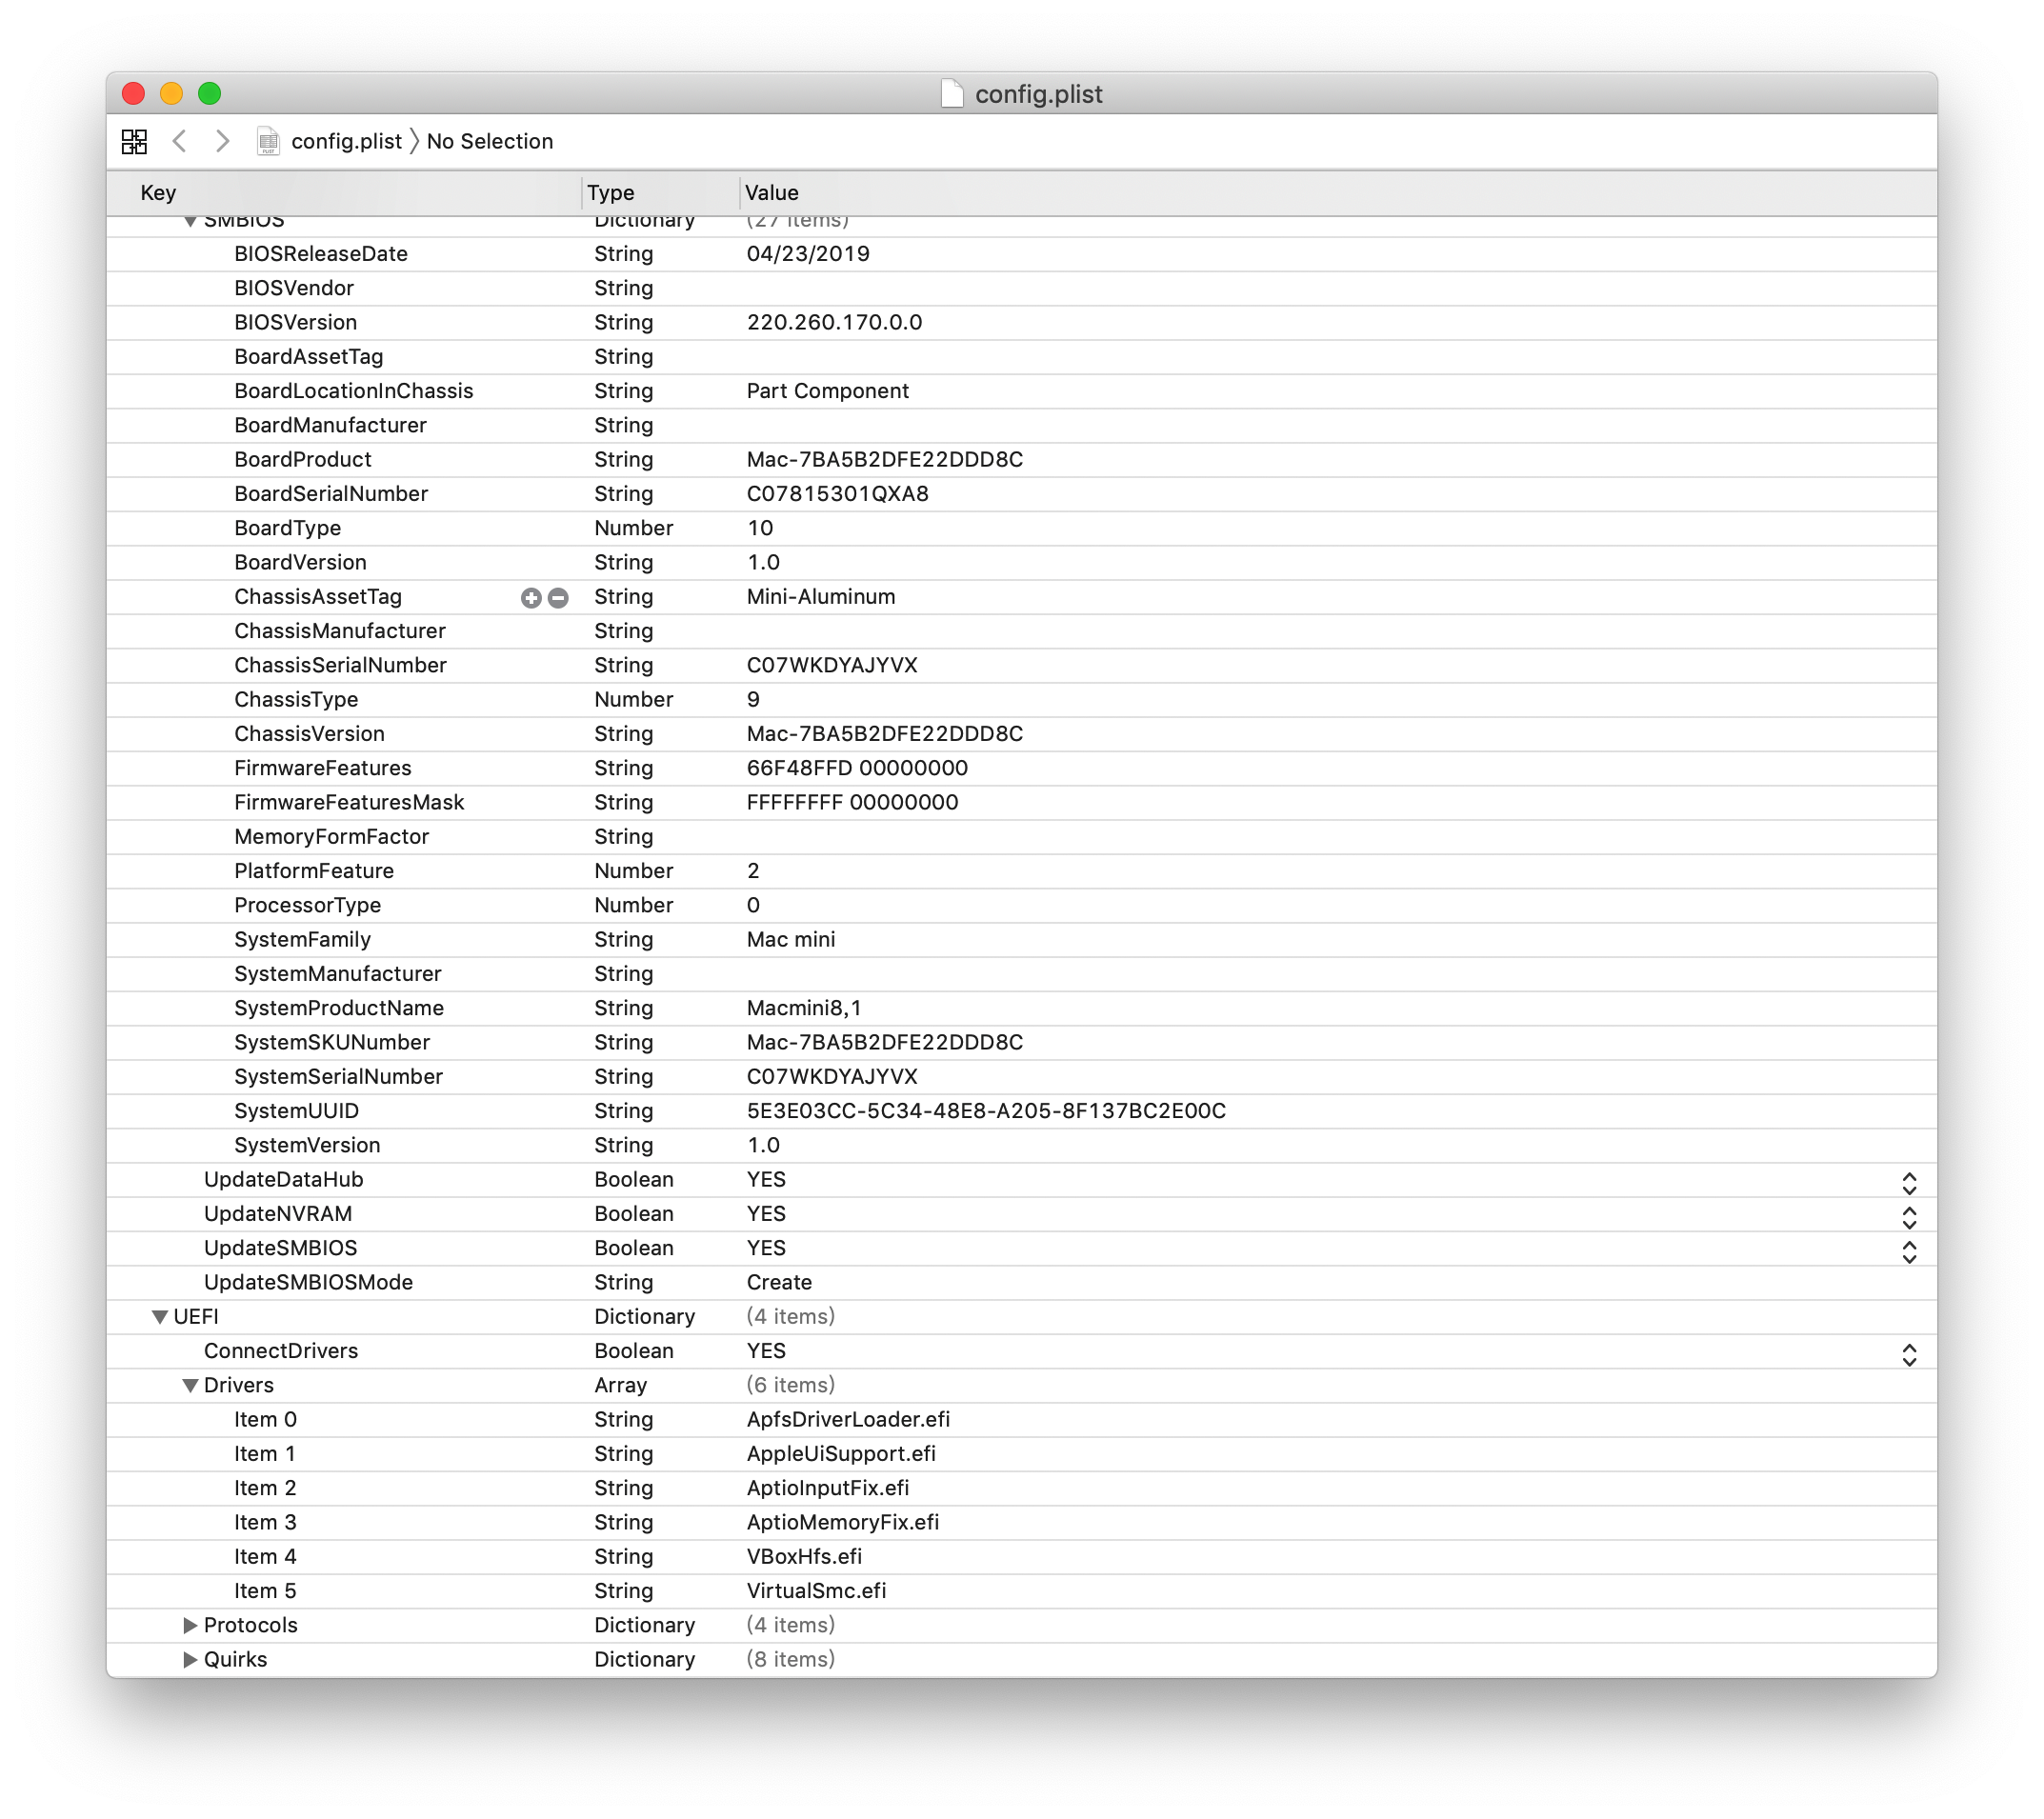 config.plist
config.plist 〉 No Selection
Key Type Value
SMBIOS Dictionary (27 items)
BIOSReleaseDate String 04/23/2019
BIOSVendor String
BIOSVersion String 220.260.170.0.0
BoardAssetTag String
BoardLocationInChassis String Part Component
BoardManufacturer String
BoardProduct String Mac-7BA5B2DFE22DDD8C
BoardSerialNumber String C07815301QXA8
BoardType Number 10
BoardVersion String 1.0
ChassisAssetTag String Mini-Aluminum
ChassisManufacturer String
ChassisSerialNumber String C07WKDYAJYVX
ChassisType Number 9
ChassisVersion String Mac-7BA5B2DFE22DDD8C
FirmwareFeatures String 66F48FFD 00000000
FirmwareFeaturesMask String FFFFFFFF 00000000
MemoryFormFactor String
PlatformFeature Number 2
ProcessorType Number 0
SystemFamily String Mac mini
SystemManufacturer String
SystemProductName String Macmini8,1
SystemSKUNumber String Mac-7BA5B2DFE22DDD8C
SystemSerialNumber String C07WKDYAJYVX
SystemUUID String 5E3E03CC-5C34-48E8-A205-8F137BC2E00C
SystemVersion String 1.0
UpdateDataHub Boolean YES
UpdateNVRAM Boolean YES
UpdateSMBIOS Boolean YES
UpdateSMBIOSMode String Create
UEFI Dictionary (4 items)
ConnectDrivers Boolean YES
Drivers Array (6 items)
Item 0 String ApfsDriverLoader.efi
Item 1 String AppleUiSupport.efi
Item 2 String AptioInputFix.efi
Item 3 String AptioMemoryFix.efi
Item 4 String VBoxHfs.efi
Item 5 String VirtualSmc.efi
Protocols Dictionary (4 items)
Quirks Dictionary (8 items)